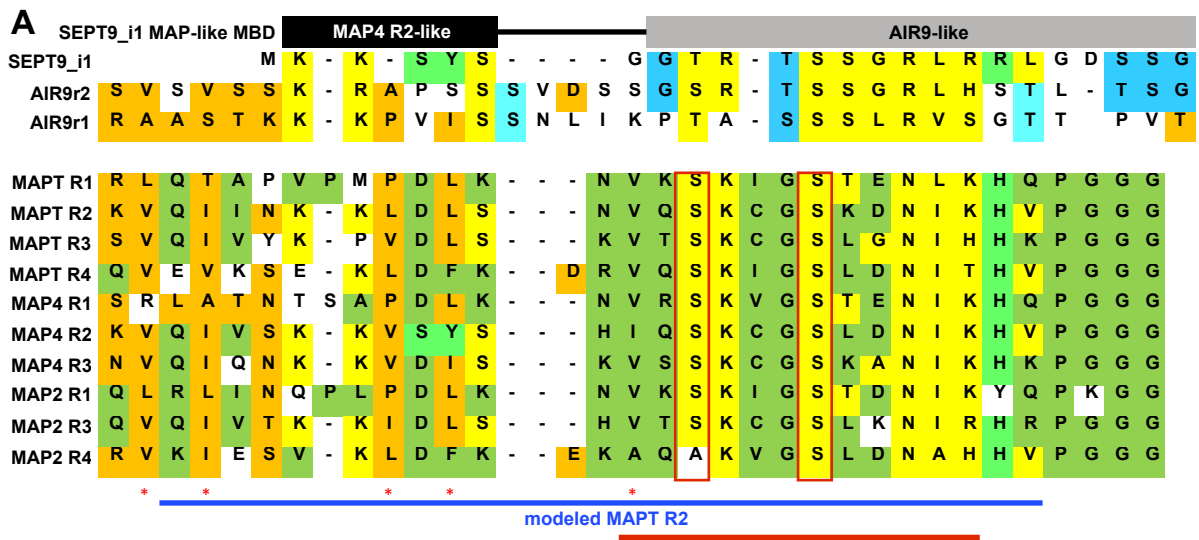 A
SEPT9_i1 MAP-like MBD MAP4 R2-like AIR9-like
SEPT9_i1 M K - K - S Y S - - - - G G T R - T S S G R L R R L G D S S G
AIR9r2 S V S V S S K - R A P S S S V D S S G S R - T S S G R L H S T L - T S G
AIR9r1 R A A S T K K - K P V I S S N L I K P T A - S S S L R V S G T T P V T
MAPT R1 R L Q T A P V P M P D L K - - - N V K S K I G S T E N L K H Q P G G G
MAPT R2 K V Q I I N K - K L D L S - - - N V Q S K C G S K D N I K H V P G G G
MAPT R3 S V Q I V Y K - P V D L S - - - K V T S K C G S L G N I H H K P G G G
MAPT R4 Q V E V K S E - K L D F K - - D R V Q S K I G S L D N I T H V P G G G
MAP4 R1 S R L A T N T S A P D L K - - - N V R S K V G S T E N I K H Q P G G G
MAP4 R2 K V Q I V S K - K V S Y S - - - H I Q S K C G S L D N I K H V P G G G
MAP4 R3 N V Q I Q N K - K V D I S - - - K V S S K C G S K A N I K H K P G G G
MAP2 R1 Q L R L I N Q P L P D L K - - - N V K S K I G S T D N I K Y Q P K G G
MAP2 R3 Q V Q I V T K - K I D L S - - - H V T S K C G S L K N I R H R P G G G
MAP2 R4 R V K I E S V - K L D F K - - E K A Q A K V G S L D N A H H V P G G G
* * * * *
modeled MAPT R2